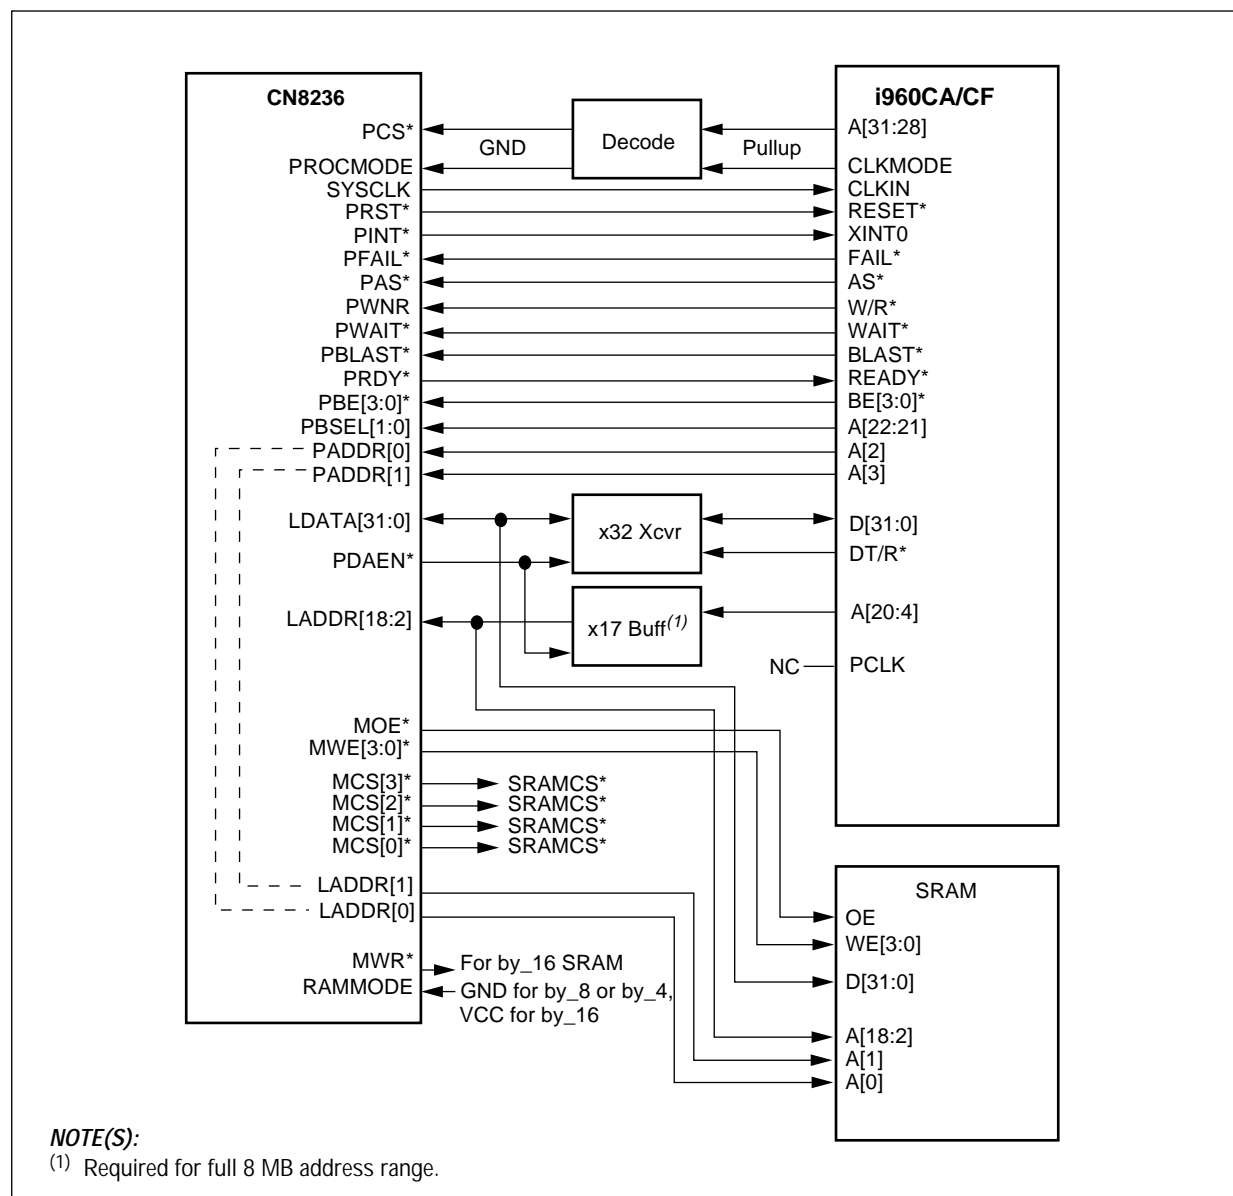 CN8236
i960CA/CF
PCS*
GND
Decode
Pullup
A[31:28]
PROCMODE
CLKMODE
SYSCLK
CLKIN
PRST*
RESET*
PINT*
XINT0
PFAIL*
FAIL*
PAS*
AS*
PWNR
W/R*
PWAIT*
WAIT*
PBLAST*
BLAST*
PRDY*
READY*
PBE[3:0]*
BE[3:0]*
PBSEL[1:0]
A[22:21]
PADDR[0]
A[2]
PADDR[1]
A[3]
LDATA[31:0]
x32 Xcvr
D[31:0]
PDAEN*
DT/R*
LADDR[18:2]
x17 Buff(1)
A[20:4]
NC
PCLK
MOE*
MWE[3:0]*
MCS[3]*
SRAMCS*
MCS[2]*
SRAMCS*
MCS[1]*
SRAMCS*
MCS[0]*
SRAMCS*
LADDR[1]
LADDR[0]
SRAM
OE
WE[3:0]
D[31:0]
A[18:2]
A[1]
A[0]
MWR*
For by_16 SRAM
RAMMODE
GND for by_8 or by_4,
VCC for by_16
NOTE(S):
(1) Required for full 8 MB address range.